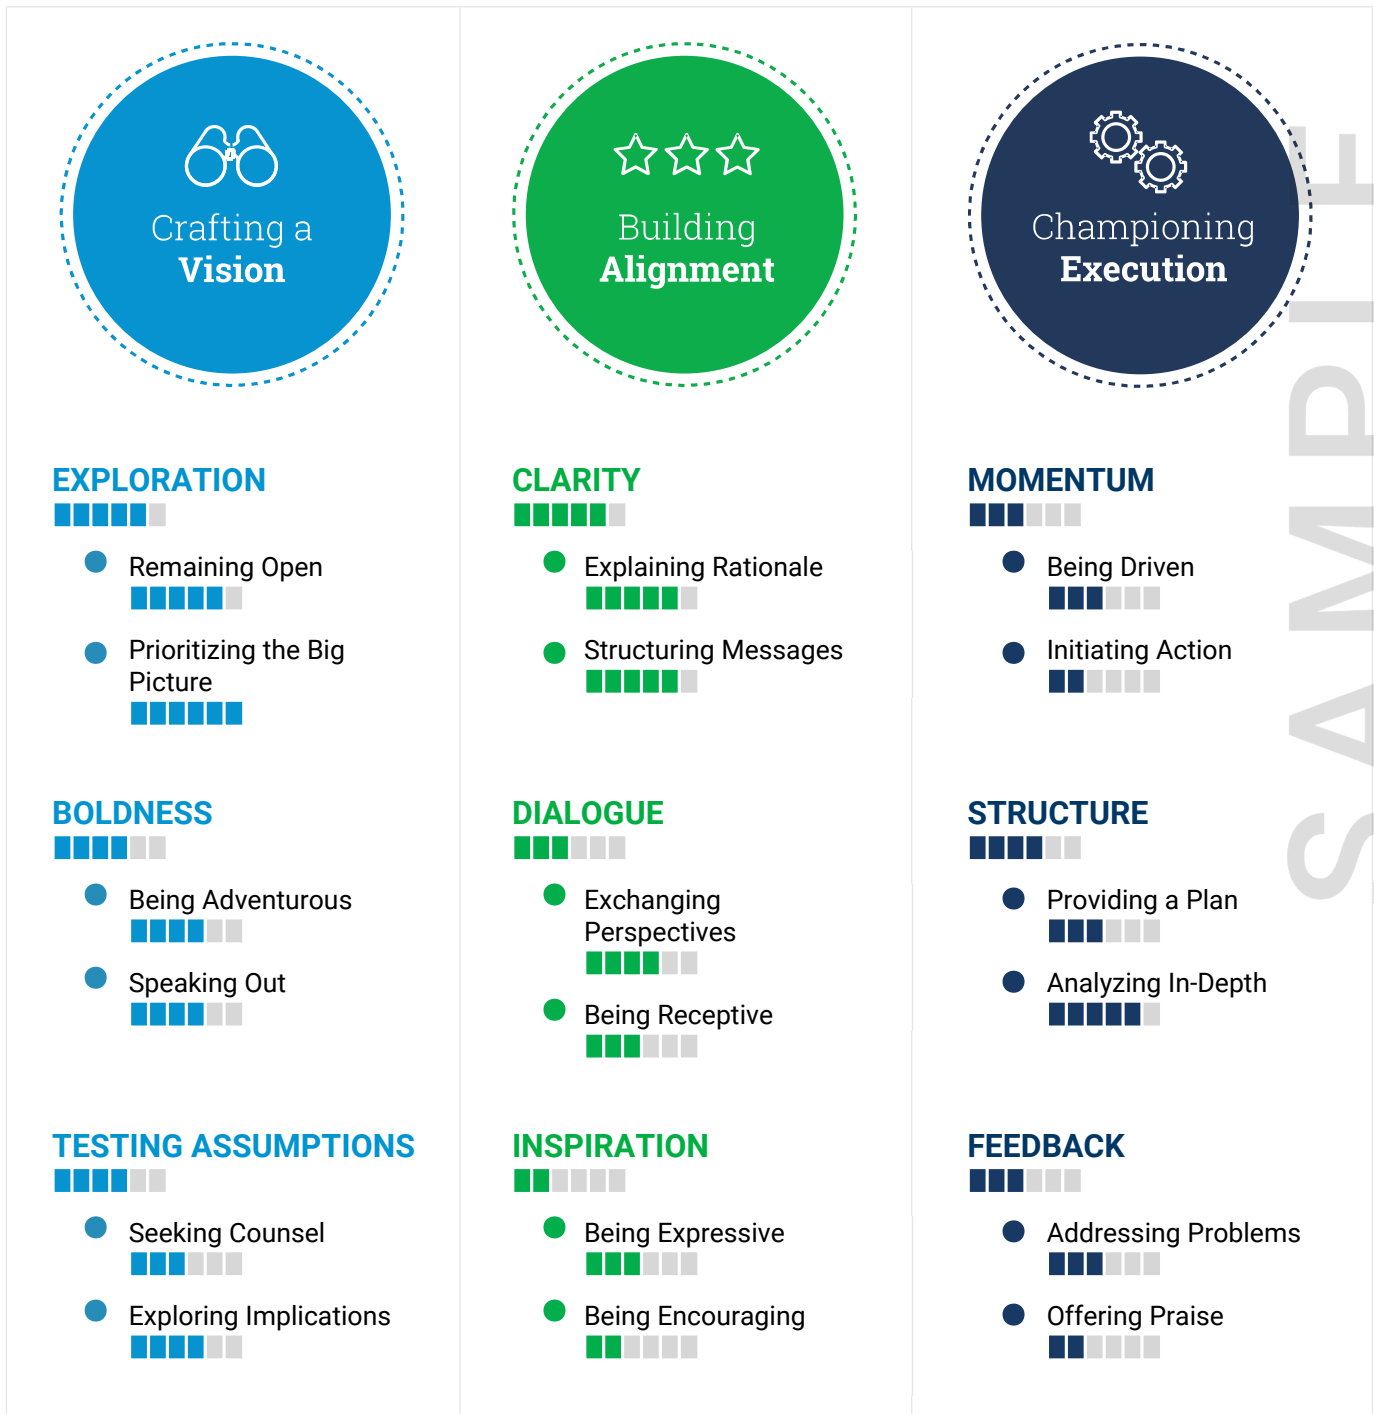 Crafting a
Vision
EXPLORATION
Remaining Open
Prioritizing the Big
Picture
BOLDNESS
Being Adventurous
Speaking Out
TESTING ASSUMPTIONS
Seeking Counsel
Exploring Implications
Building
Alignment
CLARITY
Explaining Rationale
Structuring Messages
DIALOGUE
Exchanging
Perspectives
Being Receptive
INSPIRATION
Being Expressive
Being Encouraging
Championing
Execution
MOMENTUM
Being Driven
Initiating Action
STRUCTURE
Providing a Plan
Analyzing In-Depth
FEEDBACK
Addressing Problems
Offering Praise
SAMPLE